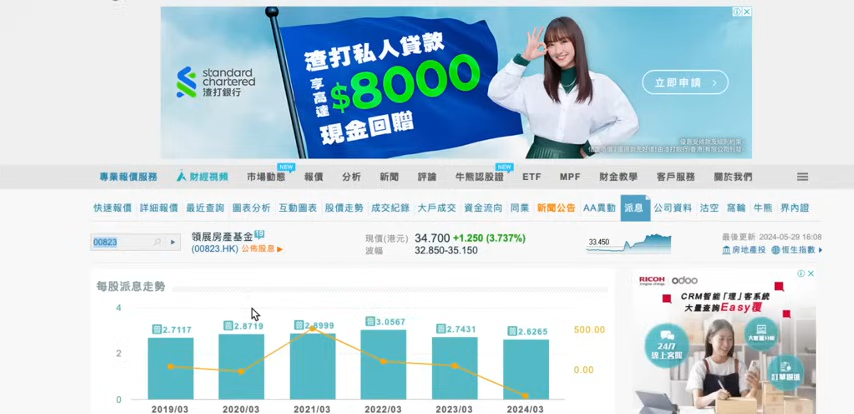 standard
chartered
渣打銀行
渣打私人貸款
享高達$8000
現金回贈
立即申請 >
專業報價服務 財經視頻 市場動態 NEW 報價 分析 新聞 評論 牛熊認股證 NEW ETF MPF 財金教學 客戶服務 關於我們
快速報價 詳細報價 最近查詢 圖表分析 互動圖表 股價走勢 成交紀錄 大戶成交 資金流向 同業 新聞公告 AA異動 派息 公司資料 沽空 窩輪 牛熊 界內證
00823
領展房產基金
(00823.HK) 公佈股息
現價(港元) 34.700 +1.250 (3.737%)
波幅 32.850-35.150
33.450
最後更新 2024-05-29 16:08
房地產投 恒生指數
每股派息走勢
4
2
0
2.7117
2.8719
2.8999
3.0567
2.7431
2.6265
500.00
0.00
2019/03 2020/03 2021/03 2022/03 2023/03 2024/03
RICOH odoo
CRM智能「理」客系統
大量查詢Easy覆
24/7
線上客服
訂單跟進